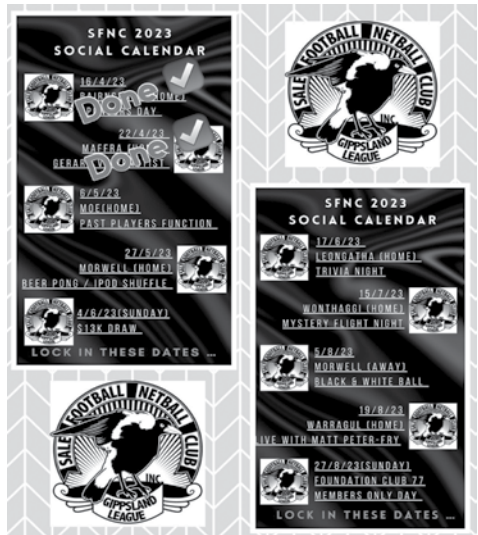 SFNC 2023
SOCIAL CALENDAR
16/4/23
(HOME)
DAY
Done
22/4/23
MAFFRA
Done
6/5/23
MOE(HOME)
PAST PLAYERS FUNCTION
27/5/23
MORWELL (HOME)
BEER PONG / IPOD SHUFFLE
4/6/23(SUNDAY)
$13K DRAW
LOCK IN THESE DATES ...
SALE FOOTBALL NETBALL CLUB
INC.
GIPPSLAND
LEAGUE
SFNC 2023
SOCIAL CALENDAR
17/6/23
LEONGATHA (HOME)
TRIVIA NIGHT
15/7/23
WONTHAGGI (HOME)
MYSTERY FLIGHT NIGHT
5/8/23
MORWELL (AWAY)
BLACK & WHITE BALL
19/8/23
WARRAGUL (HOME)
LIVE WITH MATT PETER-FRY
27/8/23(SUNDAY)
FOUNDATION CLUB 77
MEMBERS ONLY DAY
LOCK IN THESE DATES ...
SALE FOOTBALL NETBALL CLUB
INC.
GIPPSLAND
LEAGUE